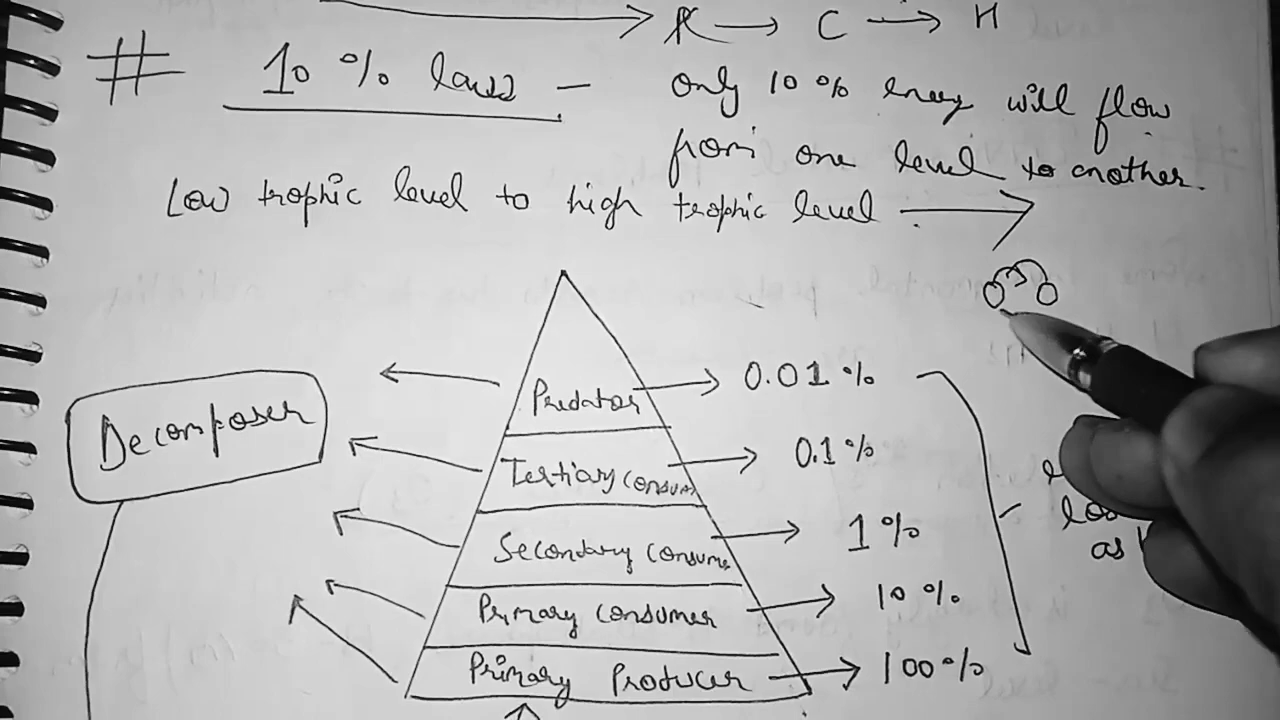 R → C → H
# 10 % laws – only 10 % energy will flow
from one level to another.
Low trophic level to high trophic level →
Predator → 0.01 %
Decomposer
Tertiary Consum → 0.1 %
Secondary Consume → 1 %
as
Primary Consumer → 10 %
Primary Producer → 100 %